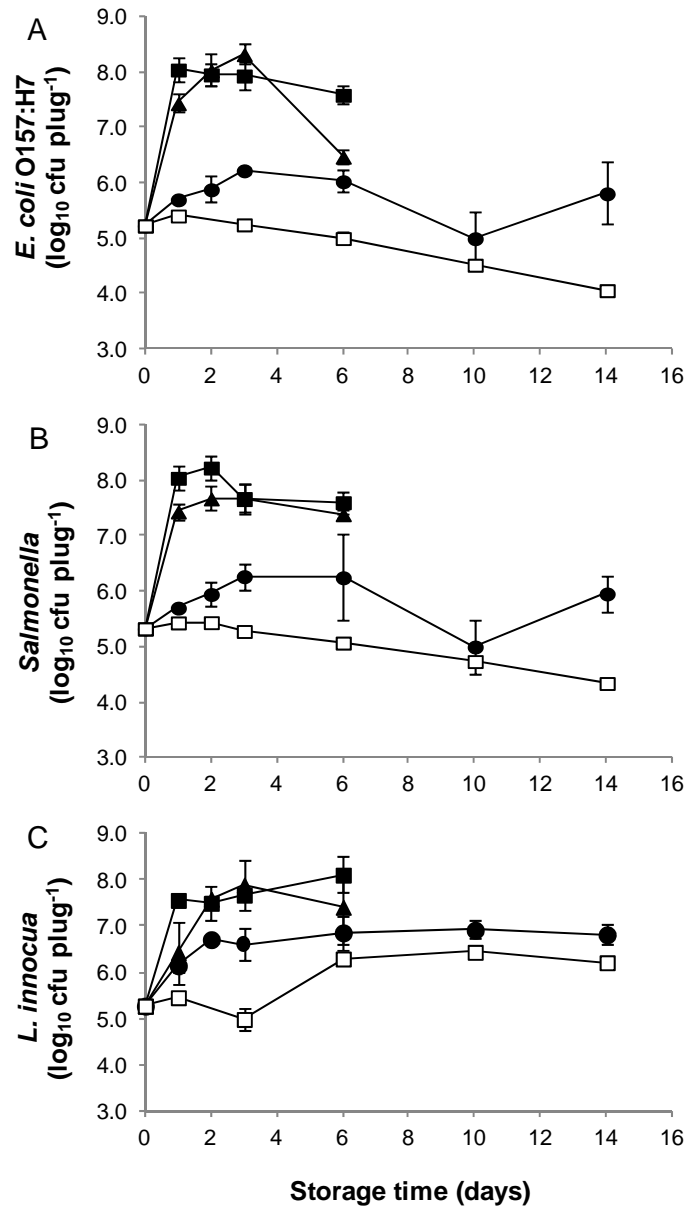 A
E. coli O157:H7
(log₁₀ cfu plug⁻¹)
9.0
8.0
7.0
6.0
5.0
4.0
3.0
0 2 4 6 8 10 12 14 16
B
Salmonella
(log₁₀ cfu plug⁻¹)
9.0
8.0
7.0
6.0
5.0
4.0
3.0
0 2 4 6 8 10 12 14 16
C
L. innocua
(log₁₀ cfu plug⁻¹)
9.0
8.0
7.0
6.0
5.0
4.0
3.0
0 2 4 6 8 10 12 14 16
Storage time (days)